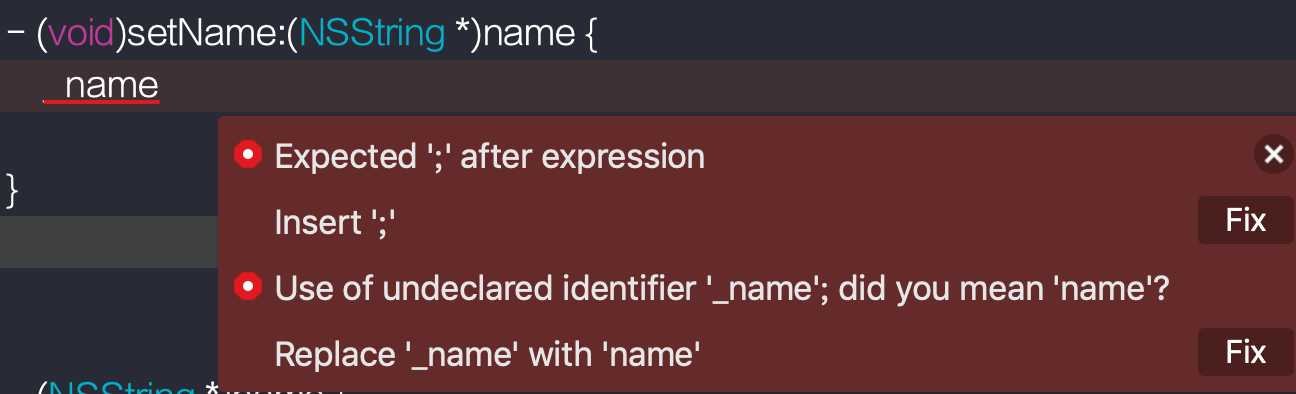 - (void)setName:(NSString *)name {
_name
Expected ';' after expression
}
Insert ';'
Fix
Use of undeclared identifier '_name'; did you mean 'name'?
Replace '_name' with 'name'
Fix
(NSString *